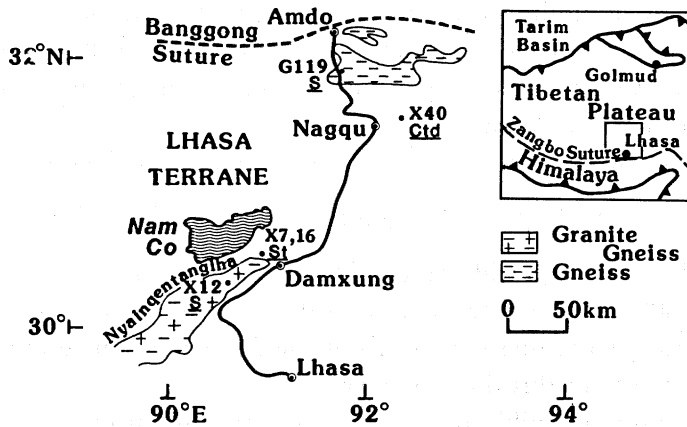 Amdo
Banggong
Suture
32°N
G119
S
X40
Ctd
Nagqu
LHASA
TERRANE
Nam
Co
X7,16
St
Nyainqentanglha
Damxung
X12
S
30°
Lhasa
90°E
92°
94°
Tarim
Basin
Golmud
Tibetan
Plateau
Zangbo Suture
Lhasa
Himalaya
Granite
Gneiss
Gneiss
0 50km